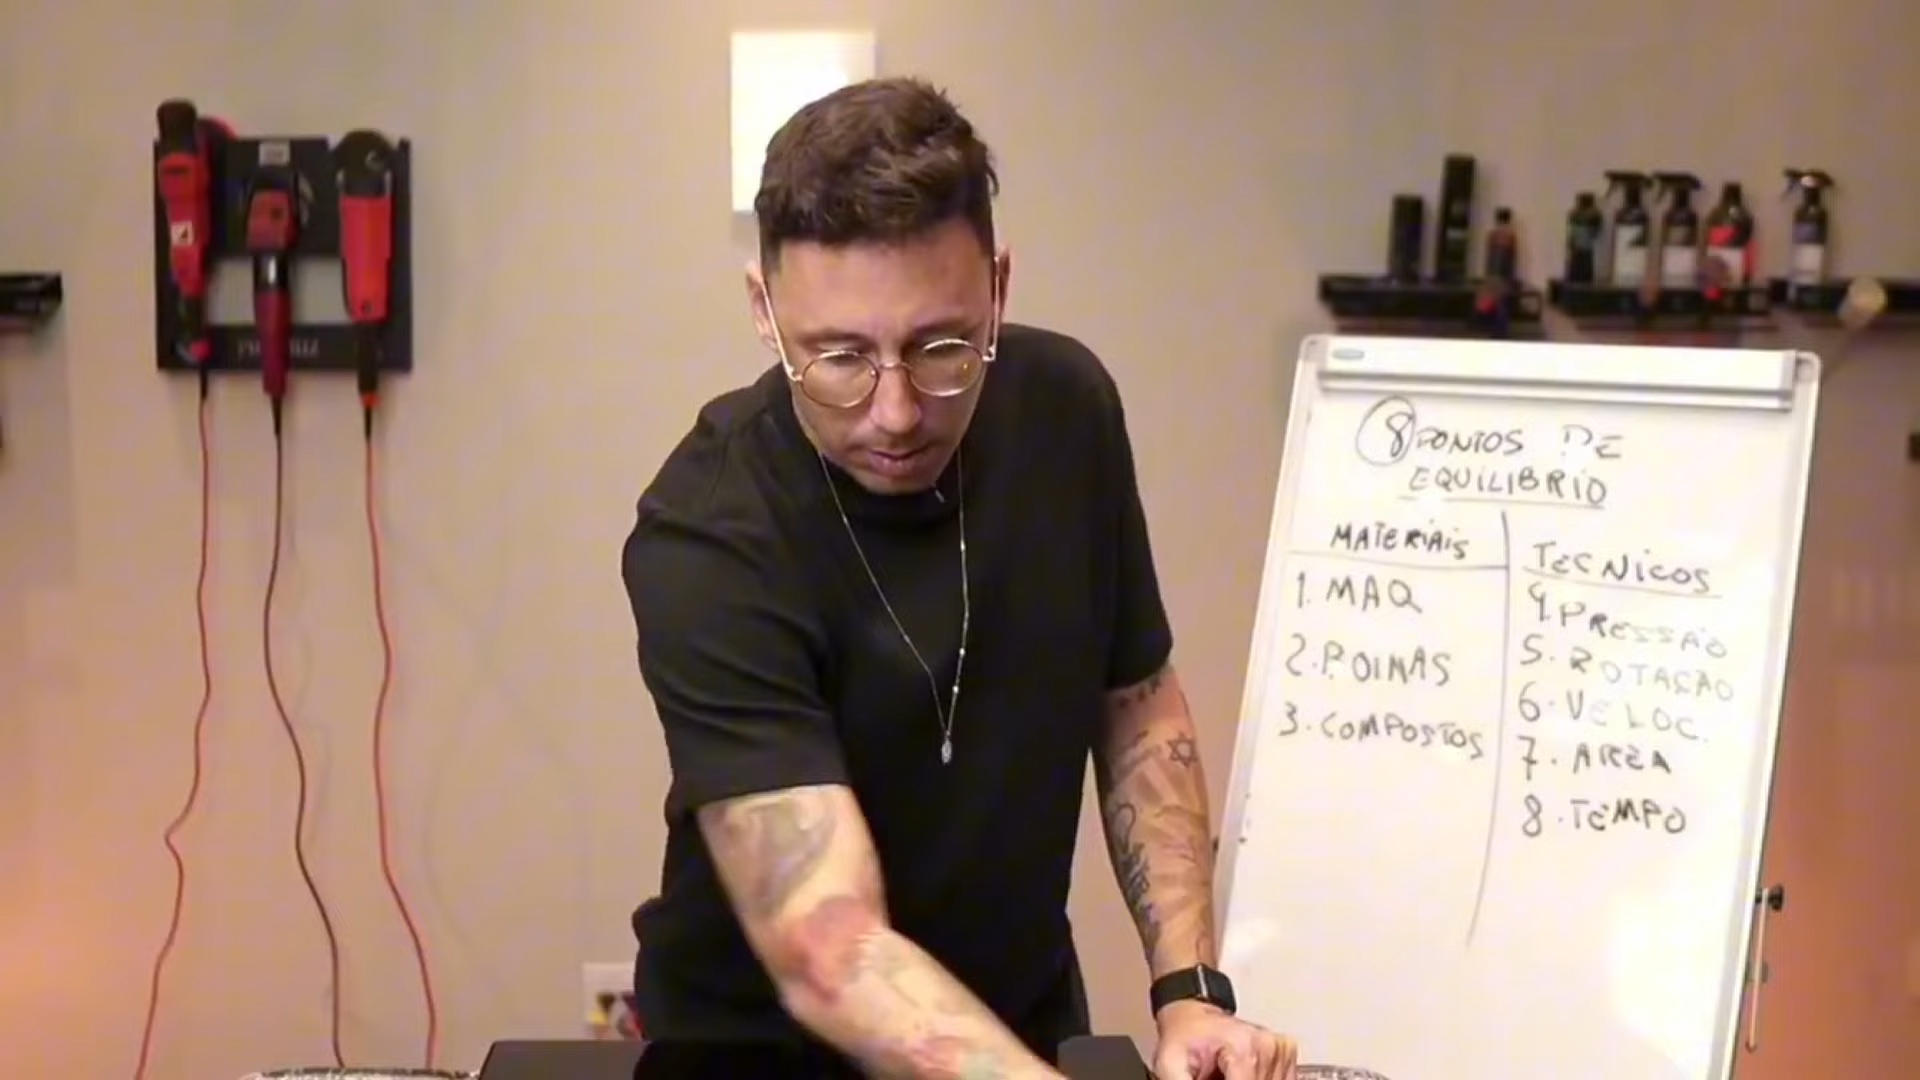 8 PONTOS DE
EQUILIBRIO
MATERIAIS
1. MAQ
2. BOINAS
3. COMPOSTOS
TECNICOS
4. PRESSÃO
5. ROTAÇÃO
6. VELOC.
7. AREA
8. TEMPO